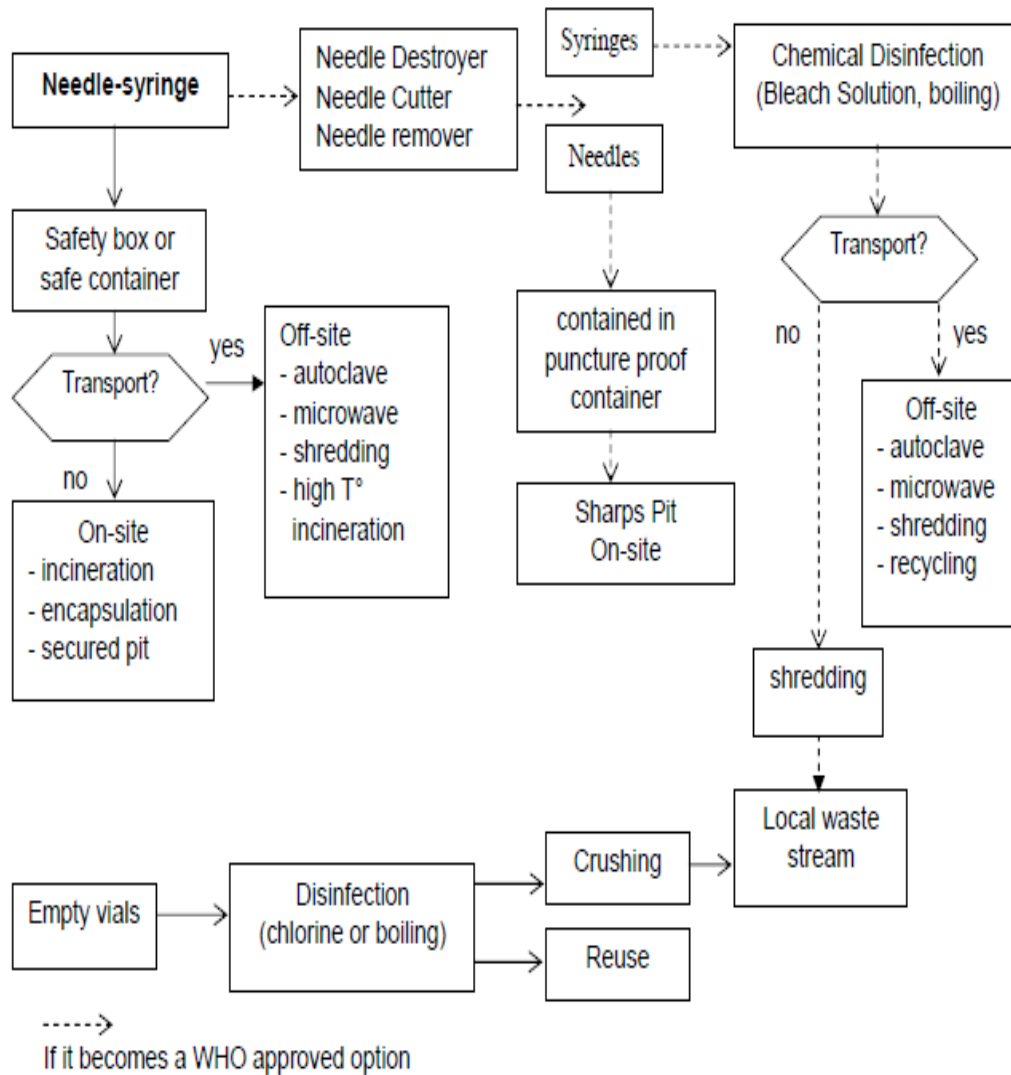 Needle-syringe
Needle Destroyer
Needle Cutter
Needle remover
Syringes
Needles
Chemical Disinfection
(Bleach Solution, boiling)
Safety box or
safe container
Transport?
yes
no
Off-site
- autoclave
- microwave
- shredding
- high T°
incineration
On-site
- incineration
- encapsulation
- secured pit
contained in
puncture proof
container
Sharps Pit
On-site
Transport?
no
yes
Off-site
- autoclave
- microwave
- shredding
- recycling
shredding
Local waste
stream
Empty vials
Disinfection
(chlorine or boiling)
Crushing
Reuse
If it becomes a WHO approved option